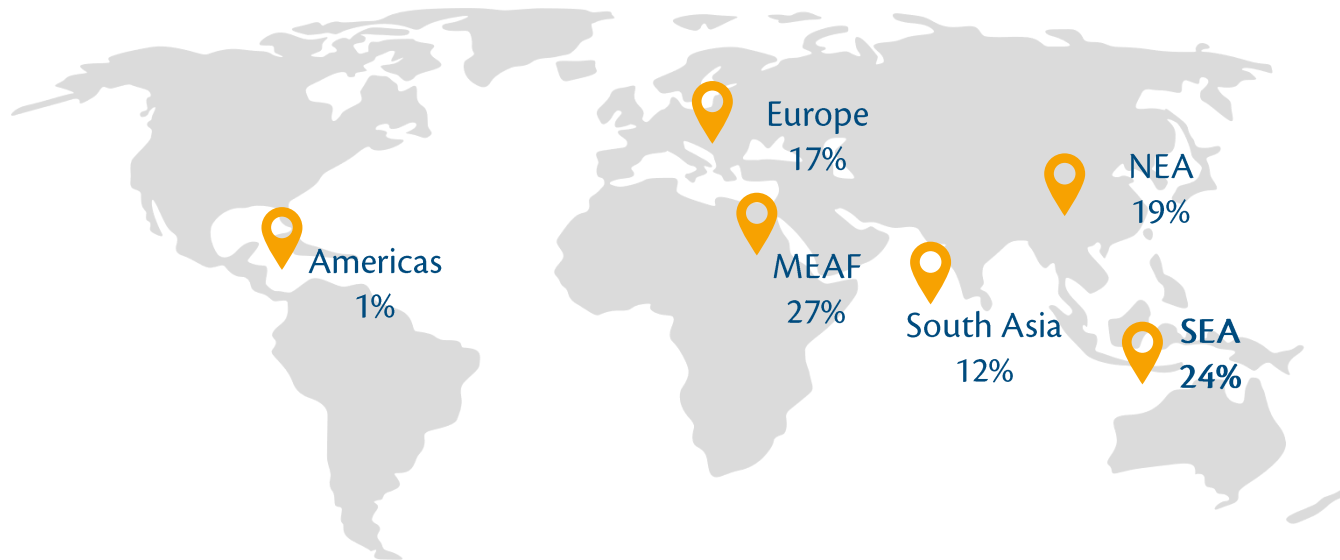 Europe
17%
NEA
19%
Americas
1%
MEAF
27%
South Asia
12%
SEA
24%